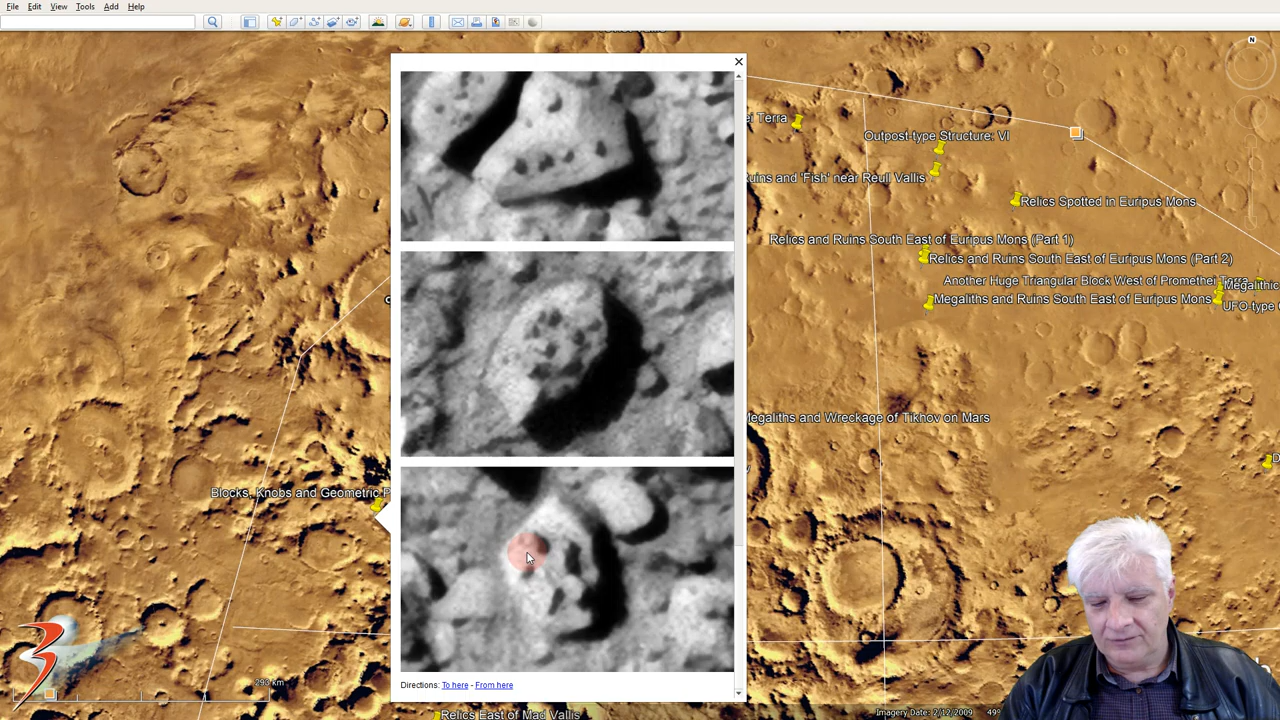 File Edit View Tools Add Help
ei Terra
Outpost-type Structure: VI
uins and 'Fish' near Reull Vallis
Relics Spotted in Euripus Mons
Relics and Ruins South East of Euripus Mons (Part 1)
Relics and Ruins South East of Euripus Mons (Part 2)
Another Huge Triangular Block West of Promethei Terra
Megalithic
Megaliths and Ruins South East of Euripus Mons
UFO-type
Megaliths and Wreckage of Tikhov on Mars
Blocks, Knobs and Geometric P
Directions: To here - From here
Relics East of Mad Vallis
Imagery Date: 2/12/2009 49°
N